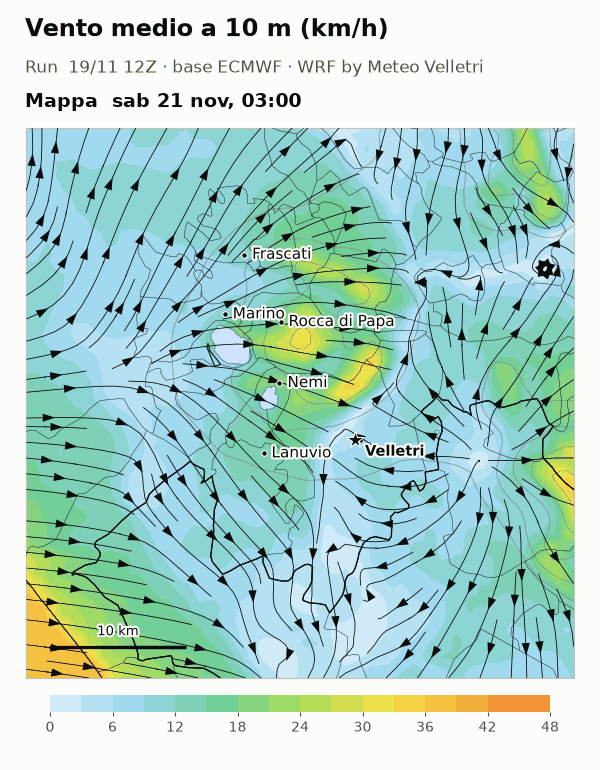 Vento medio a 10 m (km/h)
Run 19/11 12Z · base ECMWF · WRF by Meteo Velletri
Mappa sab 21 nov, 03:00
Frascati
Marino
Rocca di Papa
Nemi
Velletri
Lanuvio
10 km
0 6 12 18 24 30 36 42 48